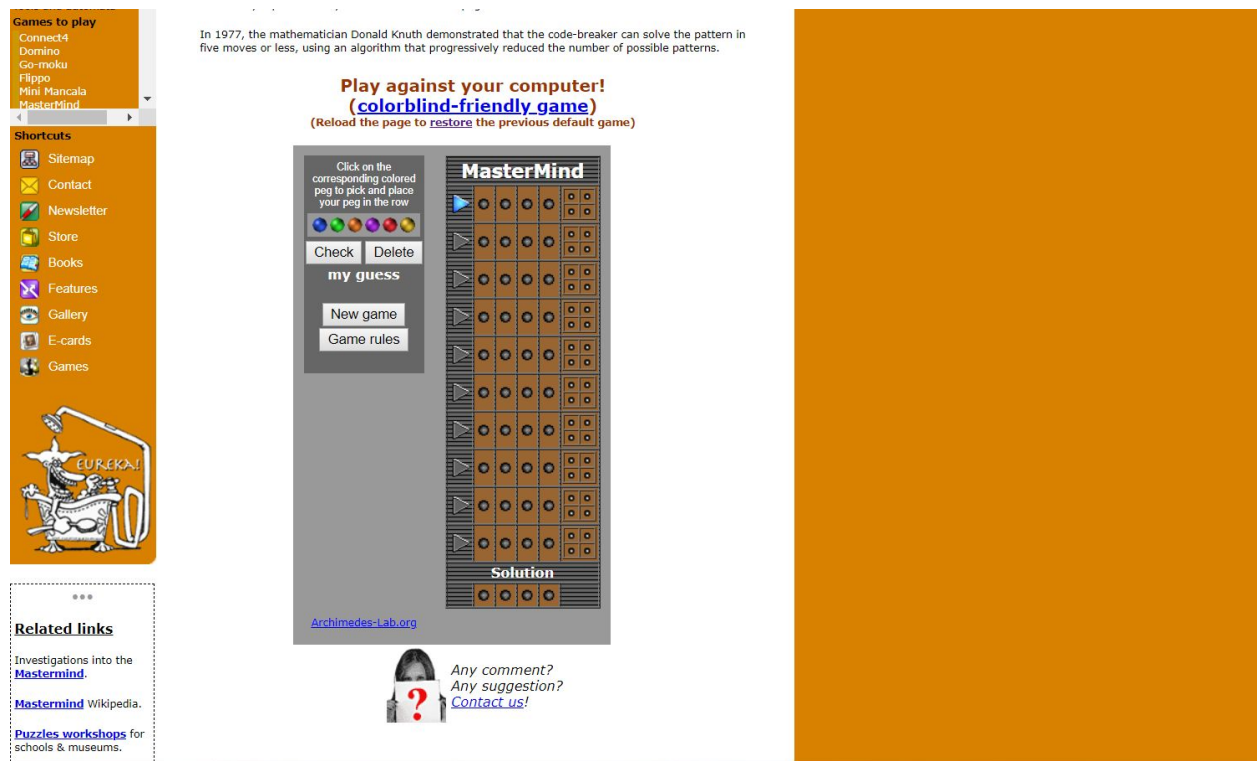 Games to play
Connect4
Domino
Go-moku
Flippo
Mini Mancala
MasterMind
Shortcuts
Sitemap
Contact
Newsletter
Store
Books
Features
Gallery
E-cards
Games
EUREKA!
Related links
Investigations into the
Mastermind.
Mastermind Wikipedia.
Puzzles workshops for
schools & museums.
In 1977, the mathematician Donald Knuth demonstrated that the code-breaker can solve the pattern in
five moves or less, using an algorithm that progressively reduced the number of possible patterns.
Play against your computer!
(colorblind-friendly game)
(Reload the page to restore the previous default game)
Click on the
corresponding colored
peg to pick and place
your peg in the row
Check Delete
my guess
New game
Game rules
MasterMind
Solution
Archimedes-Lab.org
?
Any comment?
Any suggestion?
Contact us!